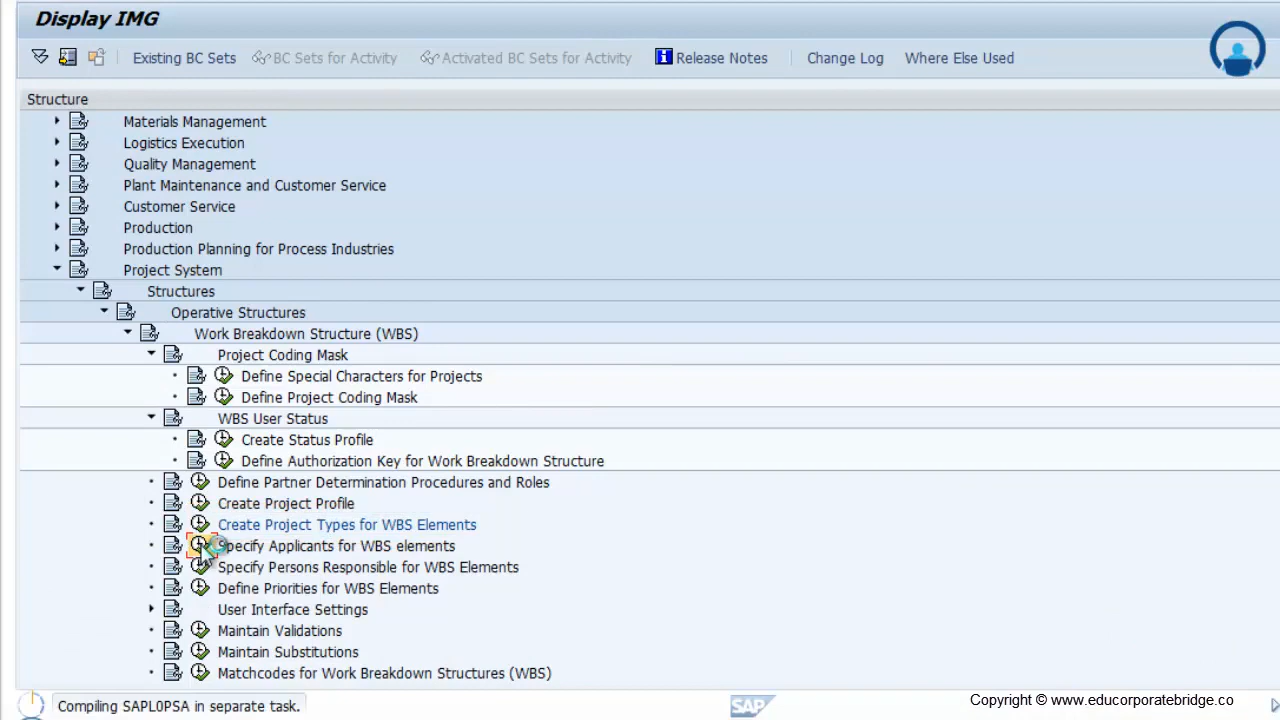 Display IMG
Existing BC Sets BC Sets for Activity Activated BC Sets for Activity Release Notes Change Log Where Else Used
Structure
Materials Management
Logistics Execution
Quality Management
Plant Maintenance and Customer Service
Customer Service
Production
Production Planning for Process Industries
Project System
Structures
Operative Structures
Work Breakdown Structure (WBS)
Project Coding Mask
Define Special Characters for Projects
Define Project Coding Mask
WBS User Status
Create Status Profile
Define Authorization Key for Work Breakdown Structure
Define Partner Determination Procedures and Roles
Create Project Profile
Create Project Types for WBS Elements
Specify Applicants for WBS elements
Specify Persons Responsible for WBS Elements
Define Priorities for WBS Elements
User Interface Settings
Maintain Validations
Maintain Substitutions
Matchcodes for Work Breakdown Structures (WBS)
Compiling SAPL0PSA in separate task.
SAP
Copyright © www.educorporatebridge.co